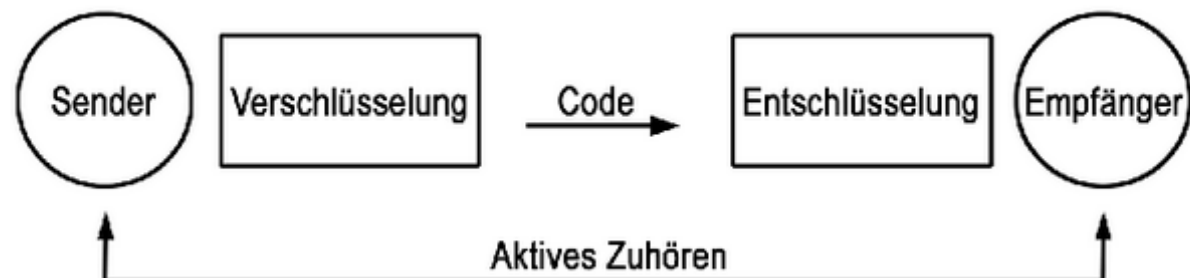 Sender Verschlüsselung Code Entschlüsselung Empfänger
Aktives Zuhören